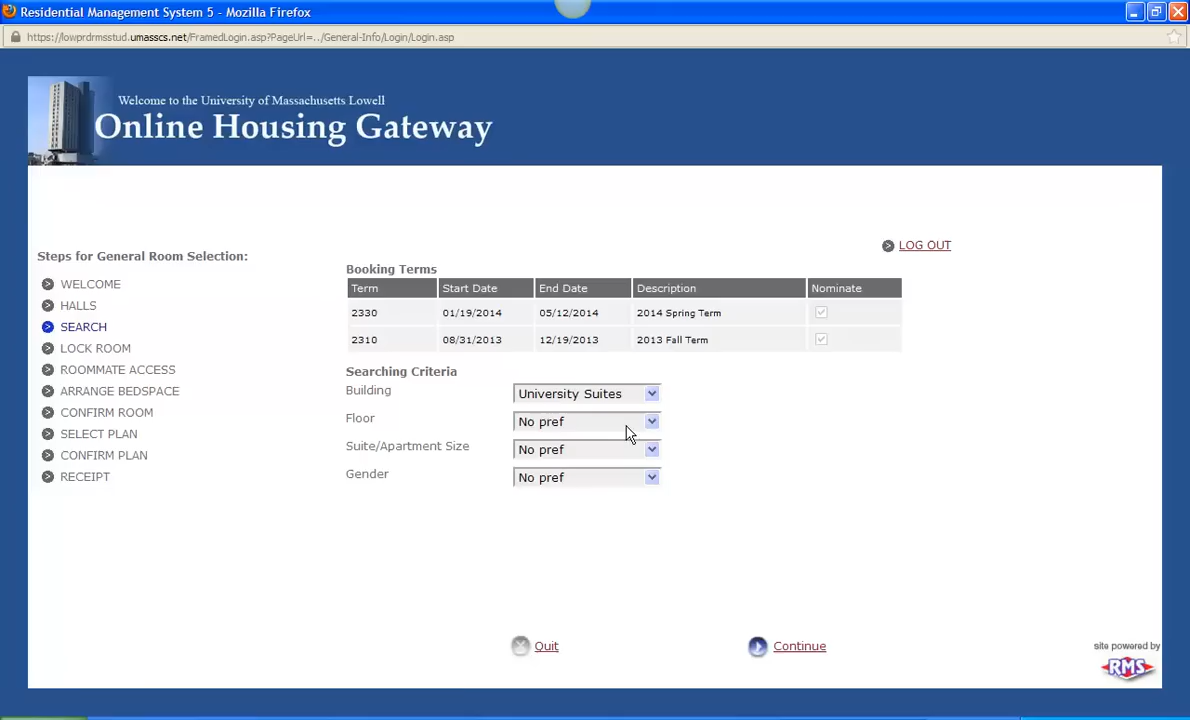 Residential Management System 5 - Mozilla Firefox
https://lowprdrmsstud.umasscs.net/FramedLogin.asp?PageUrl=../General-Info/Login/Login.asp
Welcome to the University of Massachusetts Lowell
Online Housing Gateway
LOG OUT
Steps for General Room Selection:
WELCOME
HALLS
SEARCH
LOCK ROOM
ROOMMATE ACCESS
ARRANGE BEDSPACE
CONFIRM ROOM
SELECT PLAN
CONFIRM PLAN
RECEIPT
Booking Terms
Term Start Date End Date Description Nominate
2330 01/19/2014 05/12/2014 2014 Spring Term
2310 08/31/2013 12/19/2013 2013 Fall Term
Searching Criteria
Building University Suites
Floor No pref
Suite/Apartment Size No pref
Gender No pref
Quit Continue
site powered by
RMS